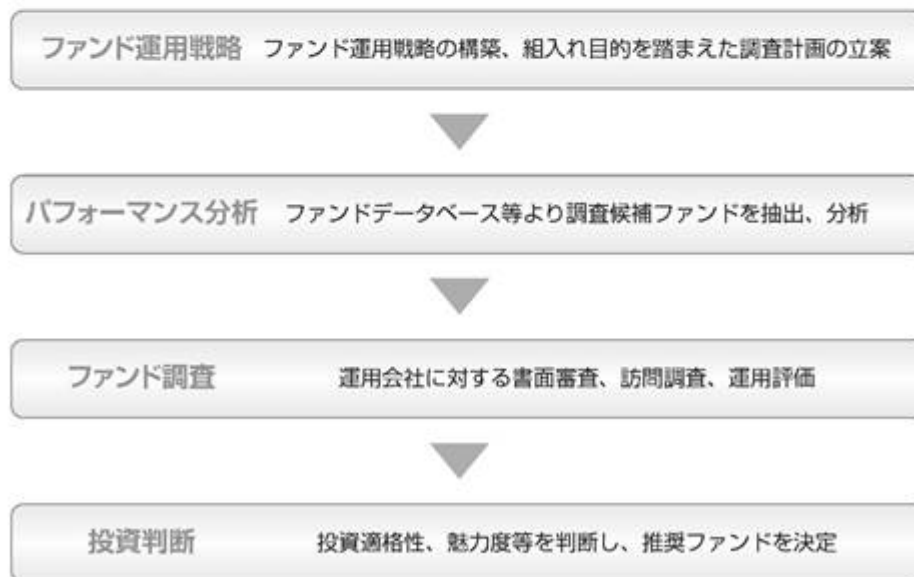 ファンド運用戦略 ファンド運用戦略の構築、組入れ目的を踏まえた調査計画の立案
パフォーマンス分析 ファンドデータベース等より調査候補ファンドを抽出、分析
ファンド調査 運用会社に対する書面審査、訪問調査、運用評価
投資判断 投資適格性、魅力度等を判断し、推奨ファンドを決定